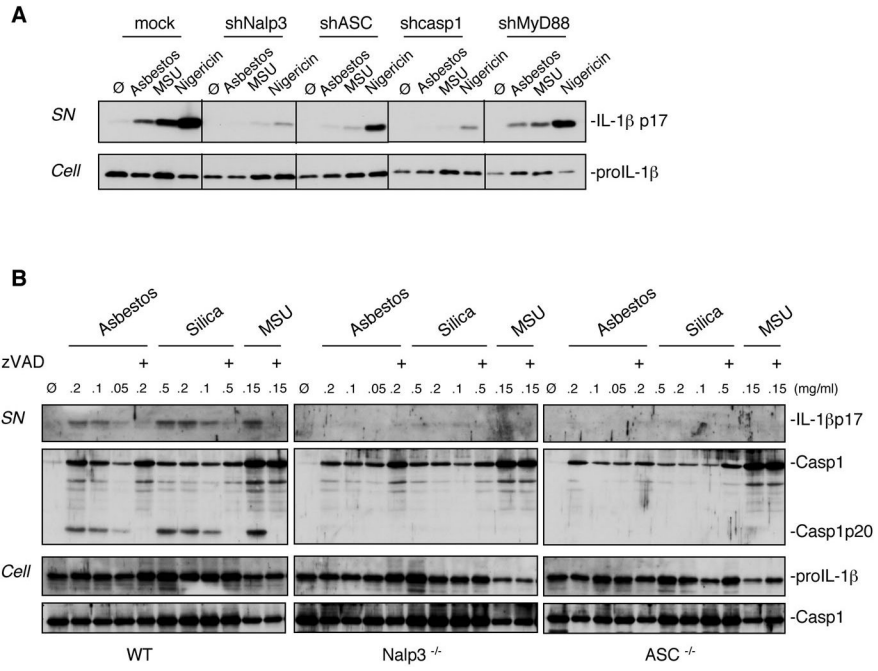 A
mock shNalp3 shASC shcasp1 shMyD88
Ø Asbestos MSU Nigericin Ø Asbestos MSU Nigericin Ø Asbestos MSU Nigericin Ø Asbestos MSU Nigericin Ø Asbestos MSU Nigericin
SN -IL-1β p17
Cell -proIL-1β
B
Asbestos Silica MSU Asbestos Silica MSU Asbestos Silica MSU
zVAD + + + + + + + + +
Ø .2 .1 .05 .2 .5 .2 .1 .5 .15 .15 Ø .2 .1 .05 .2 .5 .2 .1 .5 .15 .15 Ø .2 .1 .05 .2 .5 .2 .1 .5 .15 .15 (mg/ml)
SN -IL-1βp17
-Casp1
-Casp1p20
Cell -proIL-1β
-Casp1
WT Nalp3 -/- ASC -/-